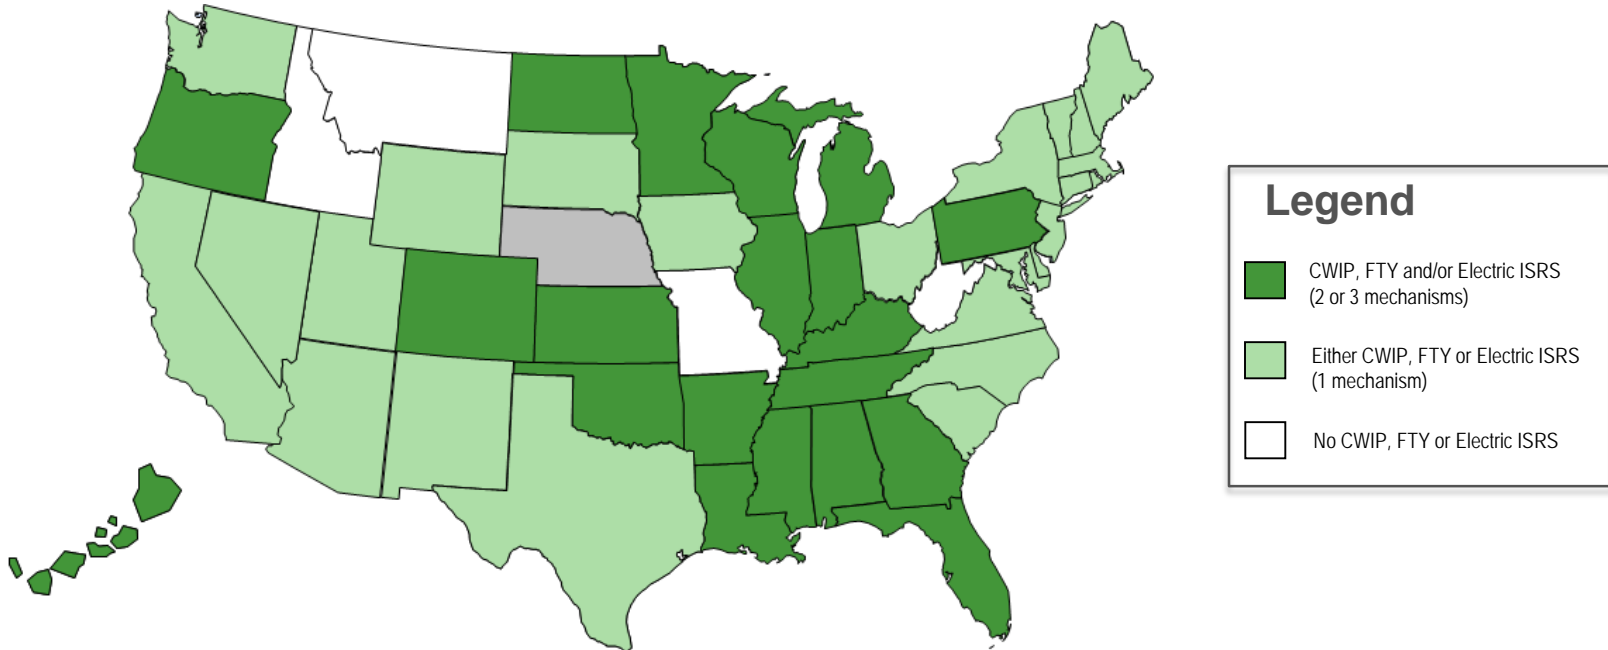 Legend
CWIP, FTY and/or Electric ISRS
(2 or 3 mechanisms)
Either CWIP, FTY or Electric ISRS
(1 mechanism)
No CWIP, FTY or Electric ISRS